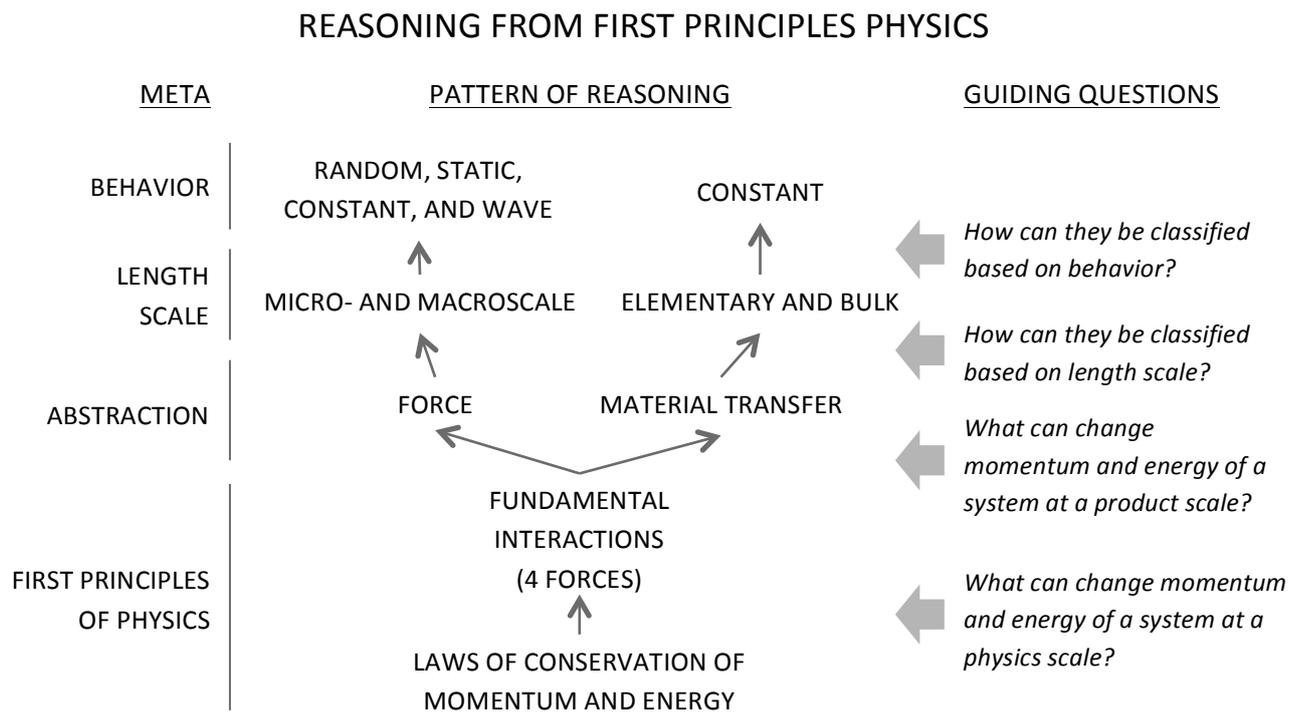 REASONING FROM FIRST PRINCIPLES PHYSICS
META
PATTERN OF REASONING
GUIDING QUESTIONS
BEHAVIOR
RANDOM, STATIC,
CONSTANT, AND WAVE
CONSTANT
How can they be classified
based on behavior?
LENGTH
SCALE
MICRO- AND MACROSCALE
ELEMENTARY AND BULK
How can they be classified
based on length scale?
ABSTRACTION
FORCE
MATERIAL TRANSFER
What can change
momentum and energy of a
system at a product scale?
FIRST PRINCIPLES
OF PHYSICS
FUNDAMENTAL
INTERACTIONS
(4 FORCES)
LAWS OF CONSERVATION OF
MOMENTUM AND ENERGY
What can change momentum
and energy of a system at a
physics scale?